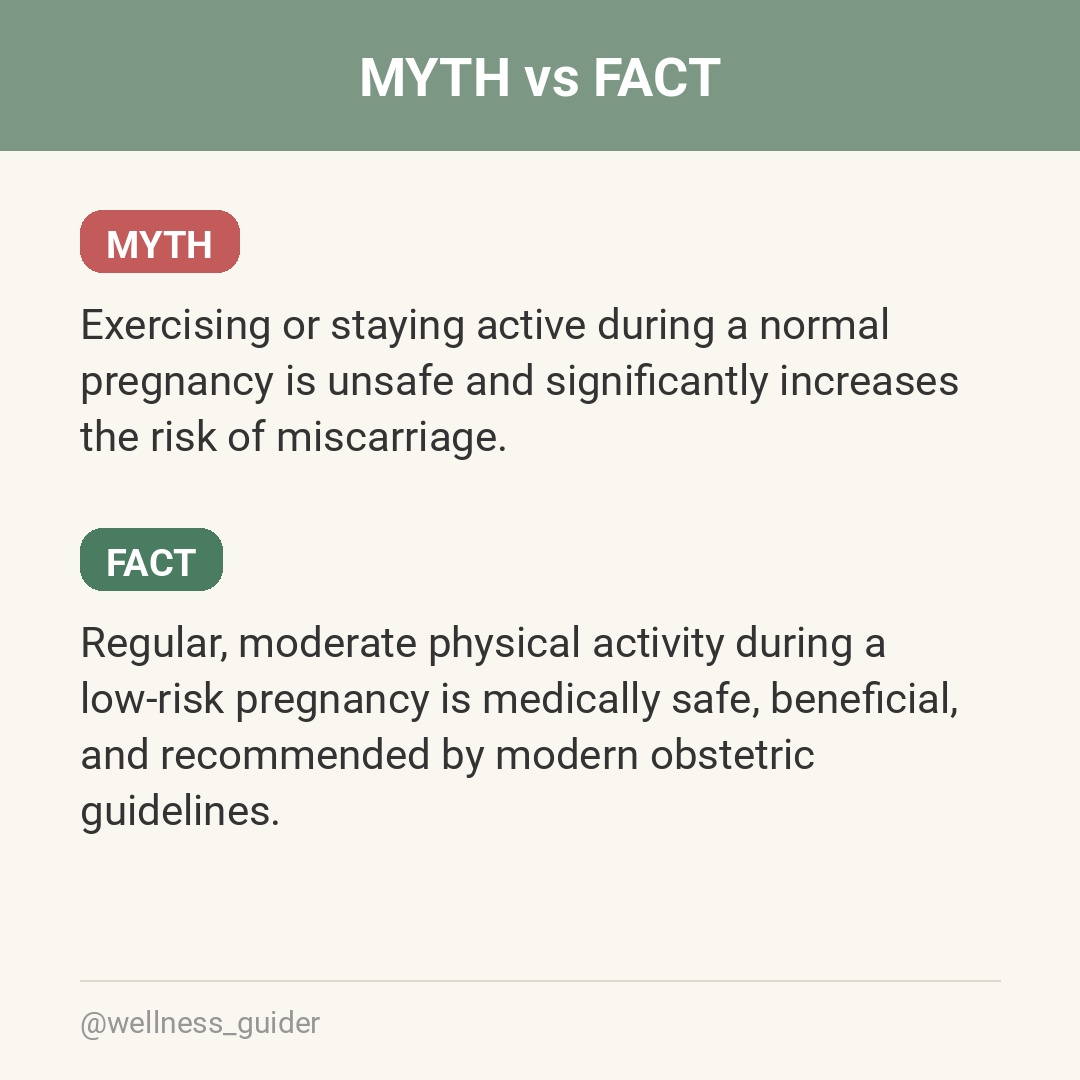 MYTH vs FACT
MYTH
Exercising or staying active during a normal
pregnancy is unsafe and significantly increases
the risk of miscarriage.
FACT
Regular, moderate physical activity during a
low-risk pregnancy is medically safe, beneficial,
and recommended by modern obstetric
guidelines.
@wellness_guider